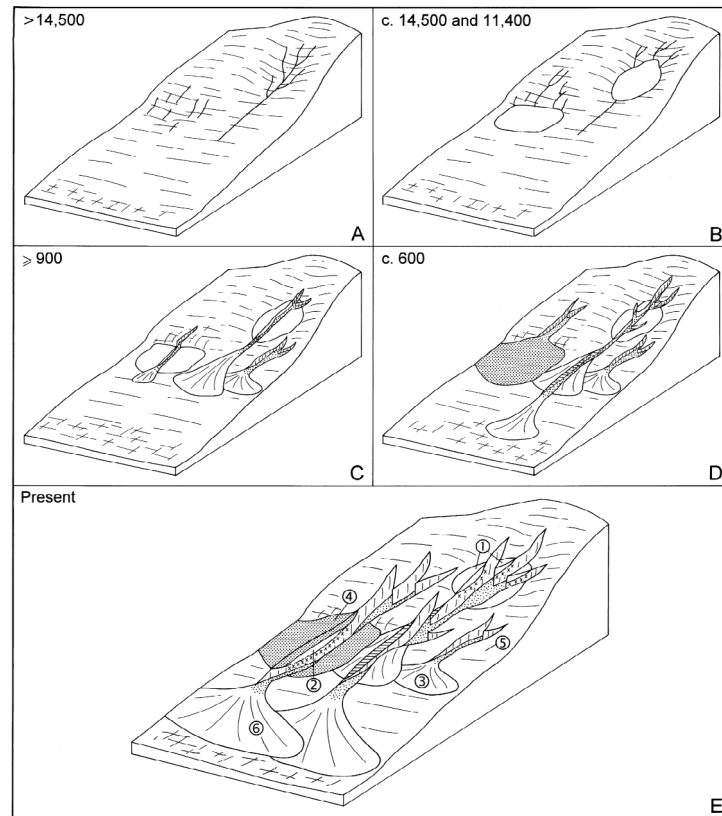 >14,500
A
c. 14,500 and 11,400
B
⩾ 900
C
c. 600
D
Present
①
④
⑤
②
③
⑥
E